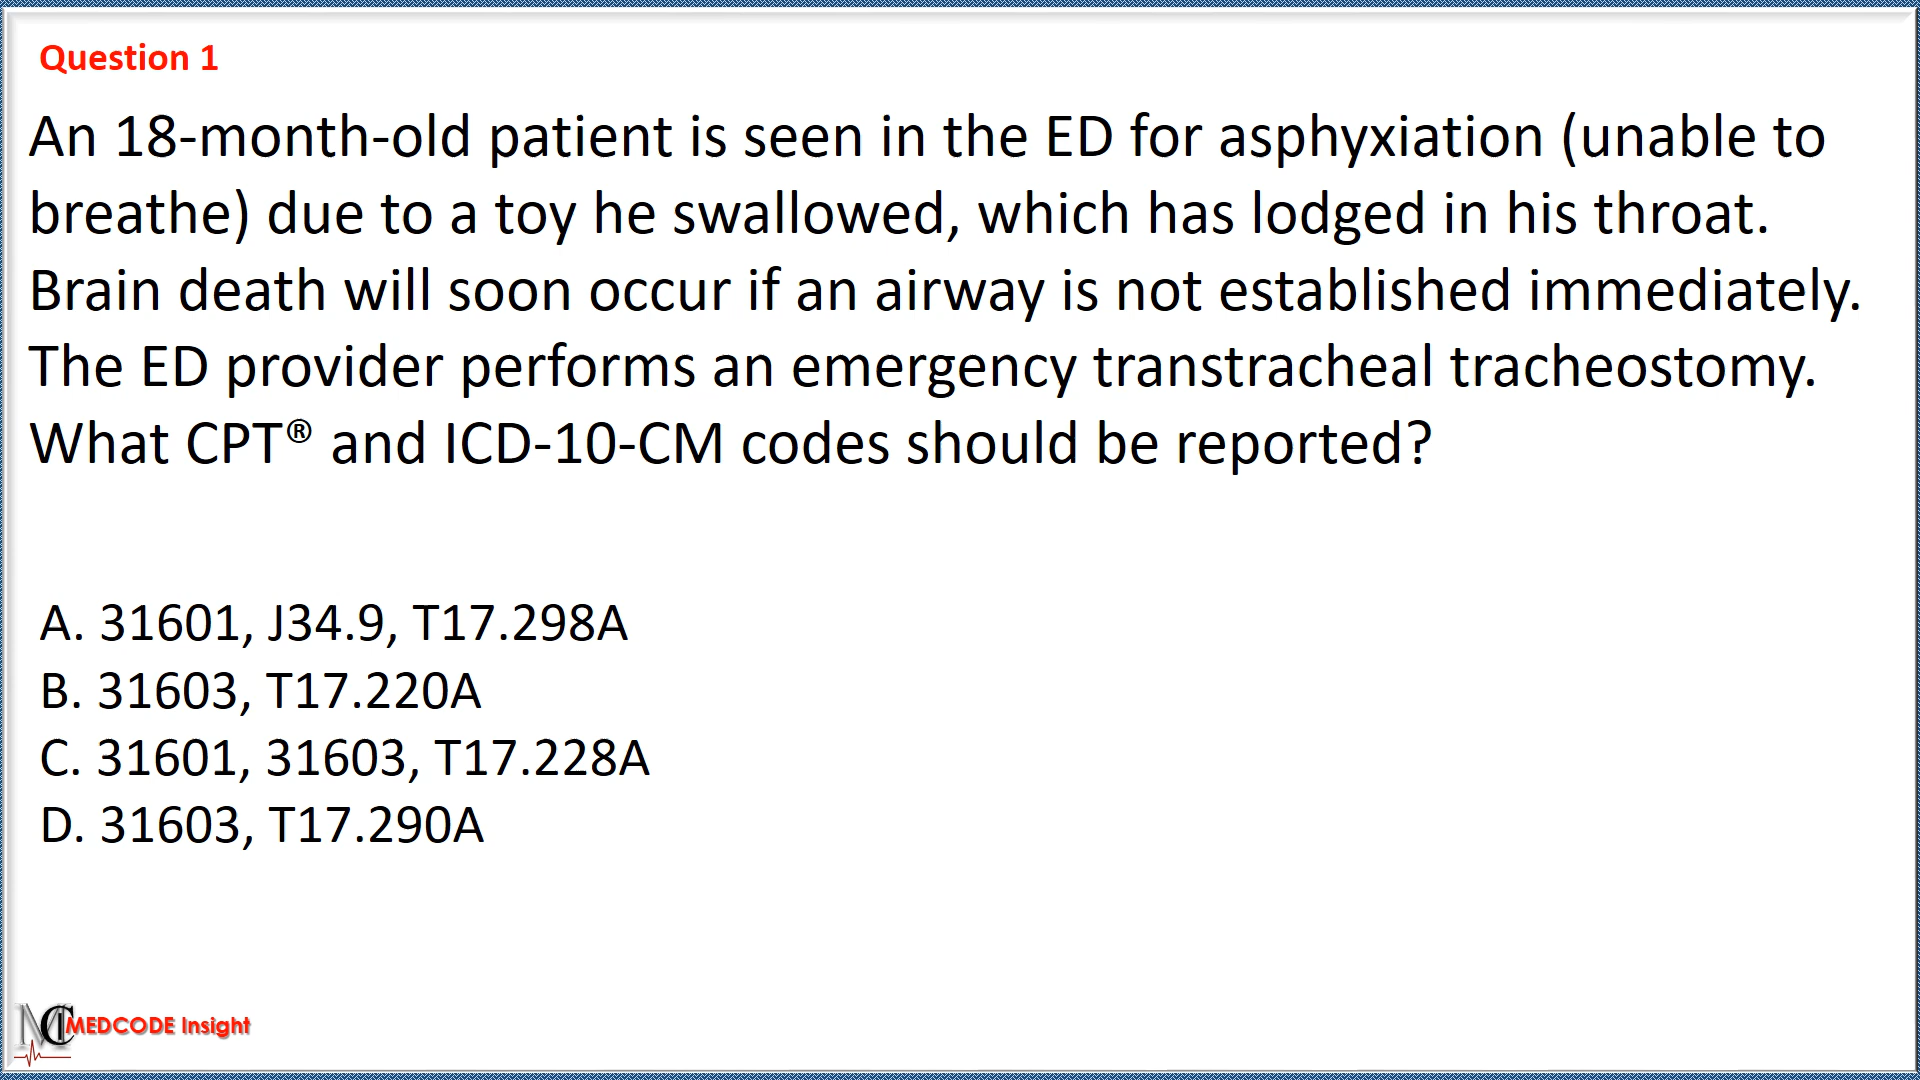 Question 1
An 18-month-old patient is seen in the ED for asphyxiation (unable to
breathe) due to a toy he swallowed, which has lodged in his throat.
Brain death will soon occur if an airway is not established immediately.
The ED provider performs an emergency transtracheal tracheostomy.
What CPT® and ICD-10-CM codes should be reported?
A. 31601, J34.9, T17.298A
B. 31603, T17.220A
C. 31601, 31603, T17.228A
D. 31603, T17.290A
MC MEDCODE Insight